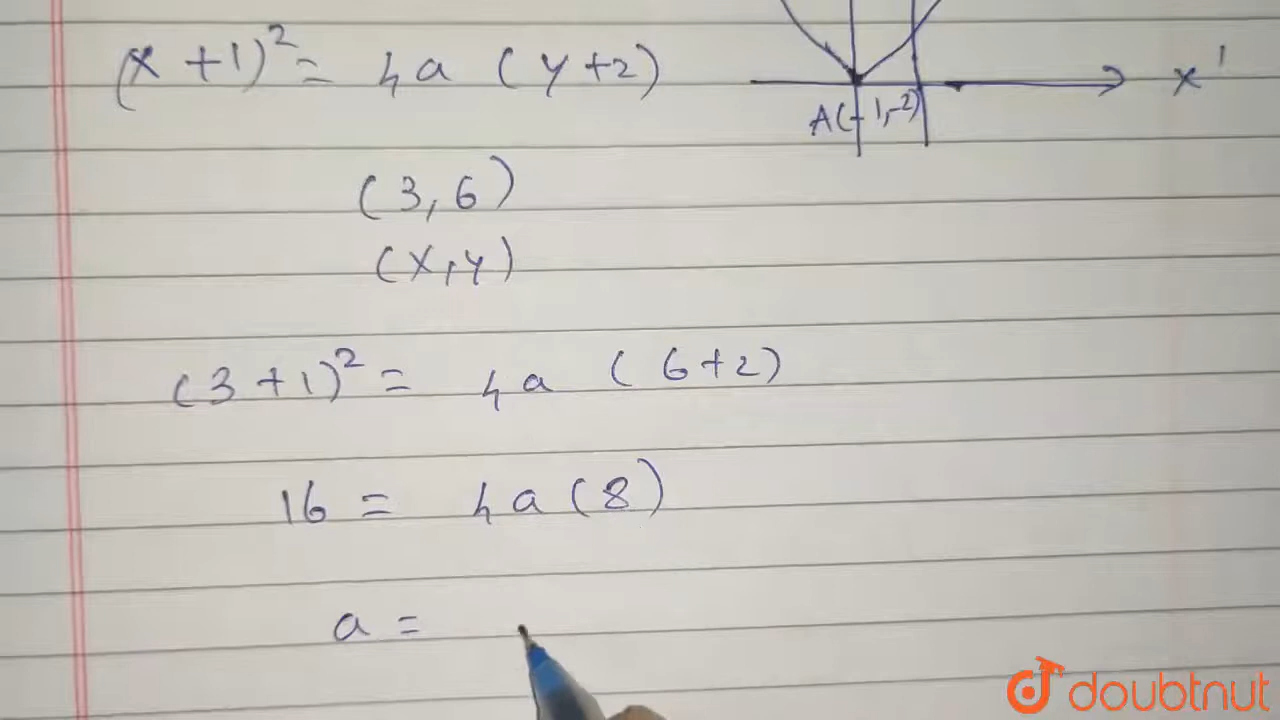 (x + 1)² = 4a (y + 2)
x'
A(-1, -2)
(3, 6)
(x, y)
(3 + 1)² = 4a (6 + 2)
16 = 4a (8)
a =
doubtnut